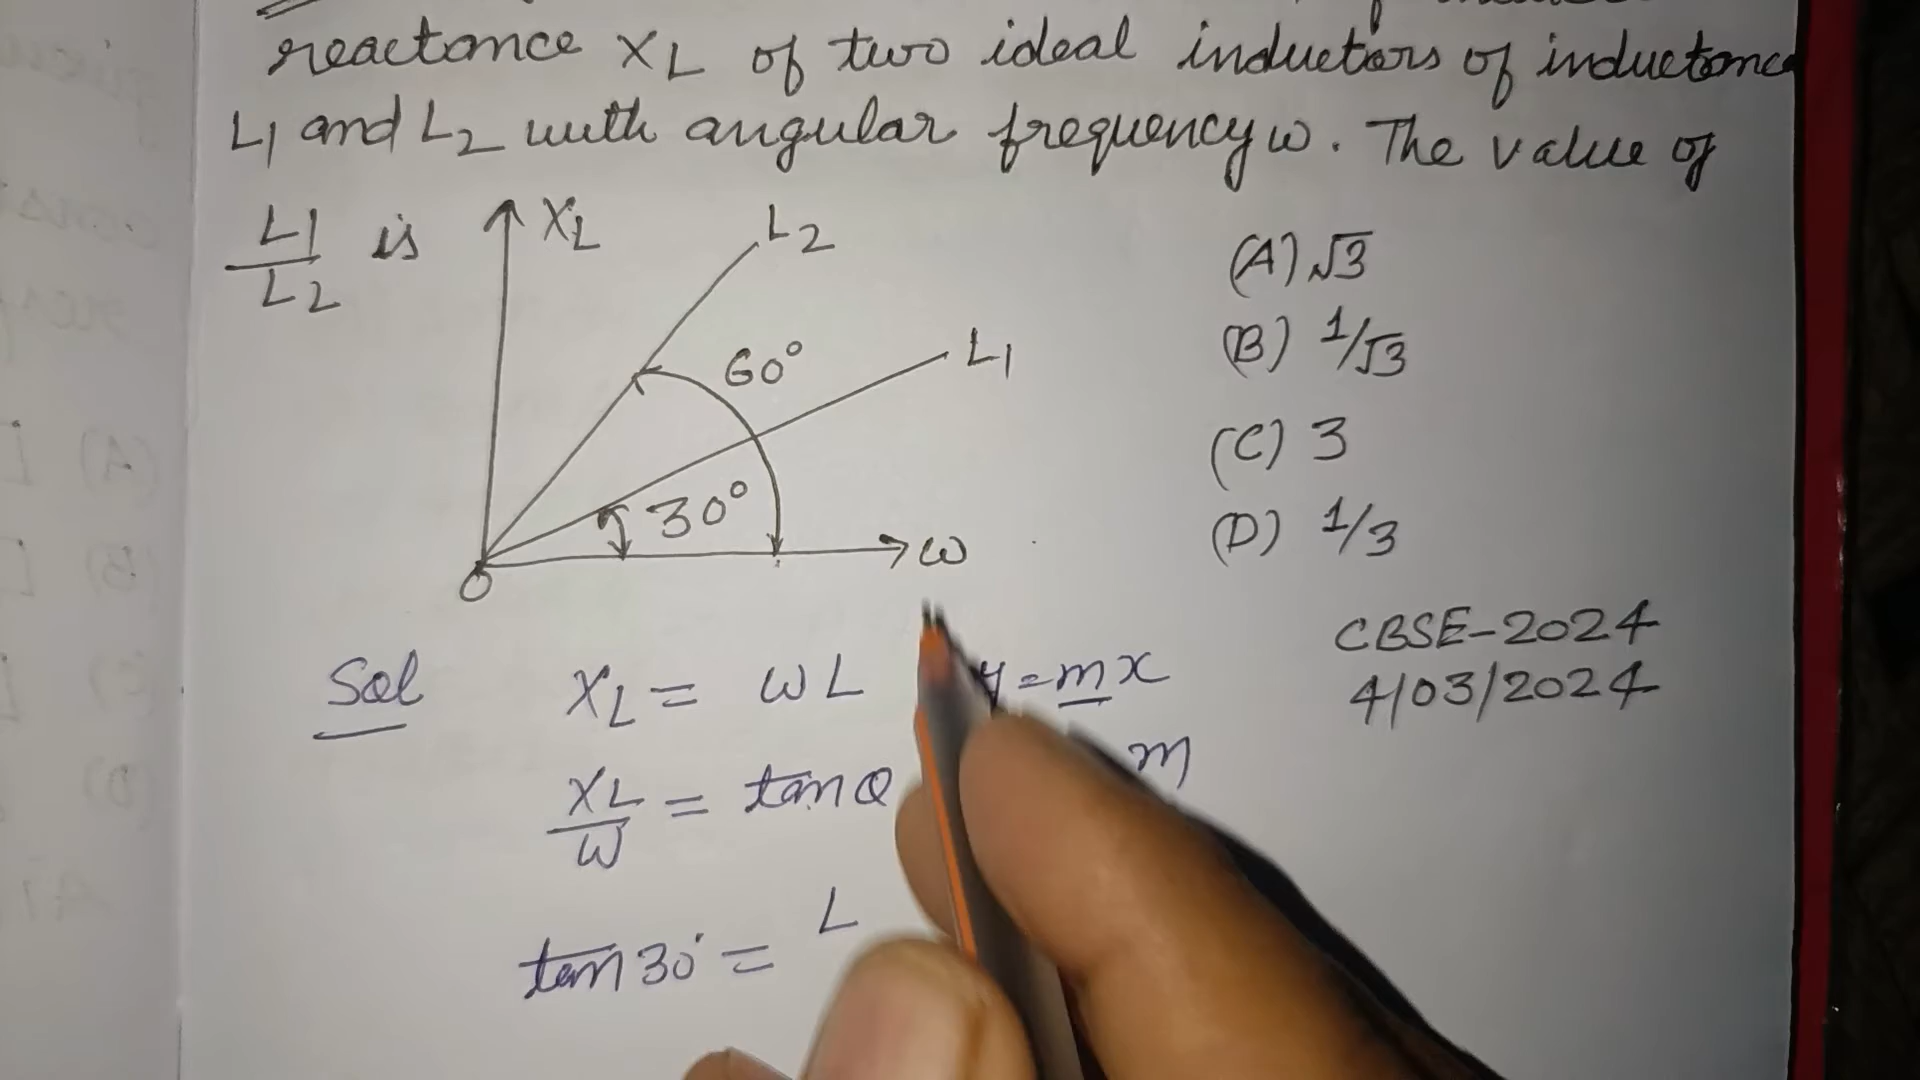 reactance XL of two ideal inductors of inductance
L1 and L2 with angular frequency ω. The value of
L1/L2 is
XL
L2
60°
L1
30°
ω
O
(A) √3
(B) 1/√3
(C) 3
(D) 1/3
CBSE-2024
4/03/2024
Sol
XL = ωL
y = mx
XL/W = tanθ
m
tan30° = L